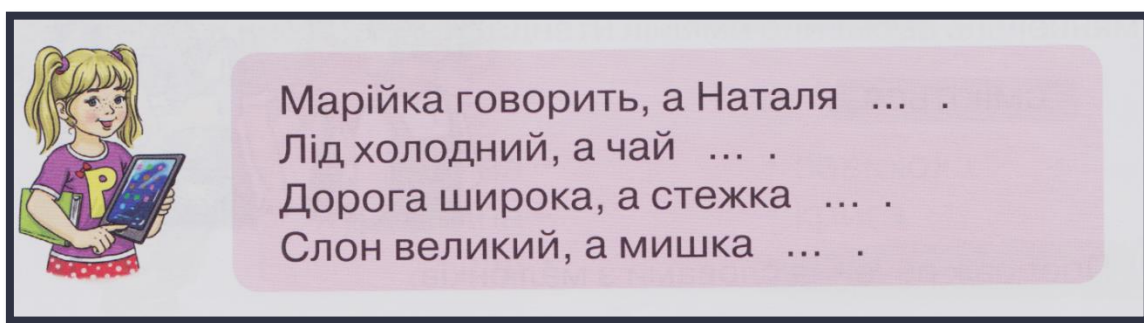 Марійка говорить, а Наталя ... .
Лід холодний, а чай ... .
Дорога широка, а стежка ... .
Слон великий, а мишка ... .
P